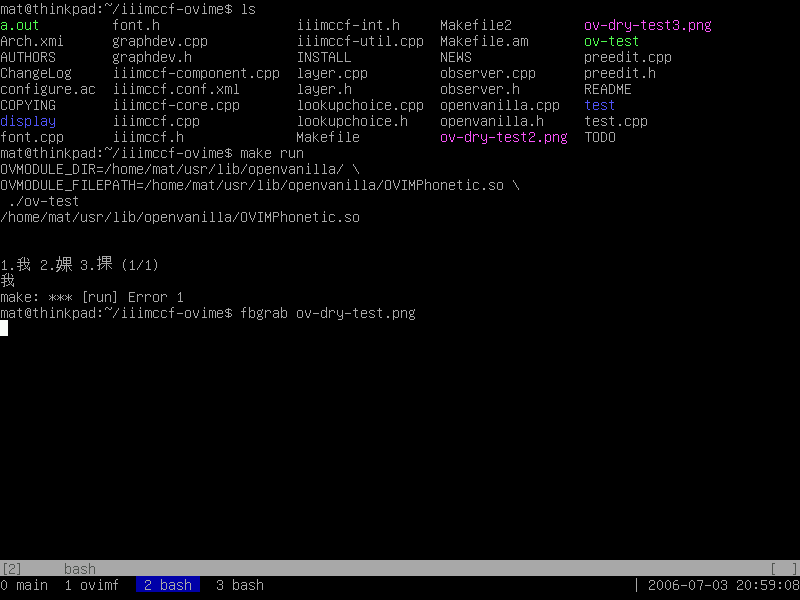 mat@thinkpad:~/iiimccf-ovime$ ls
a.out font.h iiimccf-int.h Makefile2 ov-dry-test3.png
Arch.xmi graphdev.cpp iiimccf-util.cpp Makefile.am ov-test
AUTHORS graphdev.h INSTALL NEWS preedit.cpp
ChangeLog iiimccf-component.cpp layer.cpp observer.cpp preedit.h
configure.ac iiimccf.conf.xml layer.h observer.h README
COPYING iiimccf-core.cpp lookupchoice.cpp openvanilla.cpp test
display iiimccf.cpp lookupchoice.h openvanilla.h test.cpp
font.cpp iiimccf.h Makefile ov-dry-test2.png TODO
mat@thinkpad:~/iiimccf-ovime$ make run
OVMODULE_DIR=/home/mat/usr/lib/openvanilla/ \
OVMODULE_FILEPATH=/home/mat/usr/lib/openvanilla/OVIMPhonetic.so \
./ov-test
/home/mat/usr/lib/openvanilla/OVIMPhonetic.so
1.我 2.婐 3.捰 (1/1)
我
make: *** [run] Error 1
mat@thinkpad:~/iiimccf-ovime$ fbgrab ov-dry-test.png
[2] bash [ ]
0 main 1 ovimf 2 bash 3 bash | 2006-07-03 20:59:08